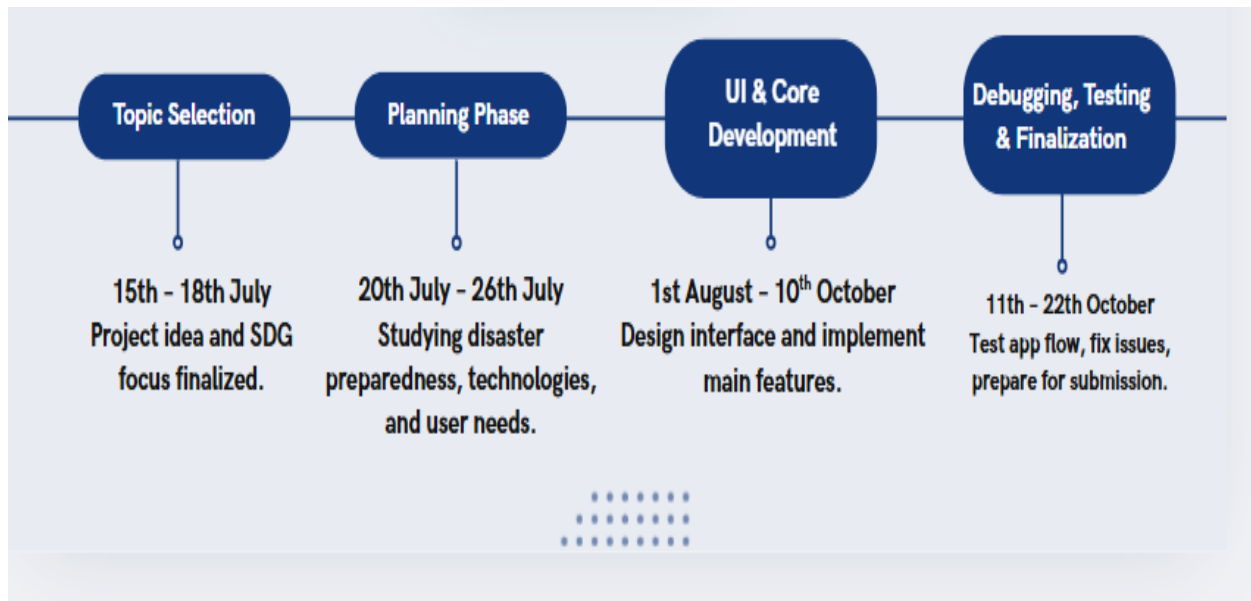 Topic Selection
15th – 18th July
Project idea and SDG
focus finalized.
Planning Phase
20th July – 26th July
Studying disaster
preparedness, technologies,
and user needs.
UI & Core
Development
1st August – 10th October
Design interface and implement
main features.
Debugging, Testing
& Finalization
11th – 22th October
Test app flow, fix issues,
prepare for submission.